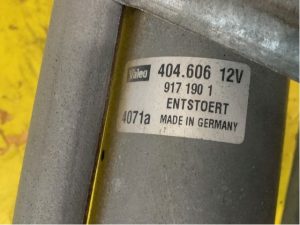 Valeo 404.606 12V
917 190 1
ENTSTOERT
4071a MADE IN GERMANY